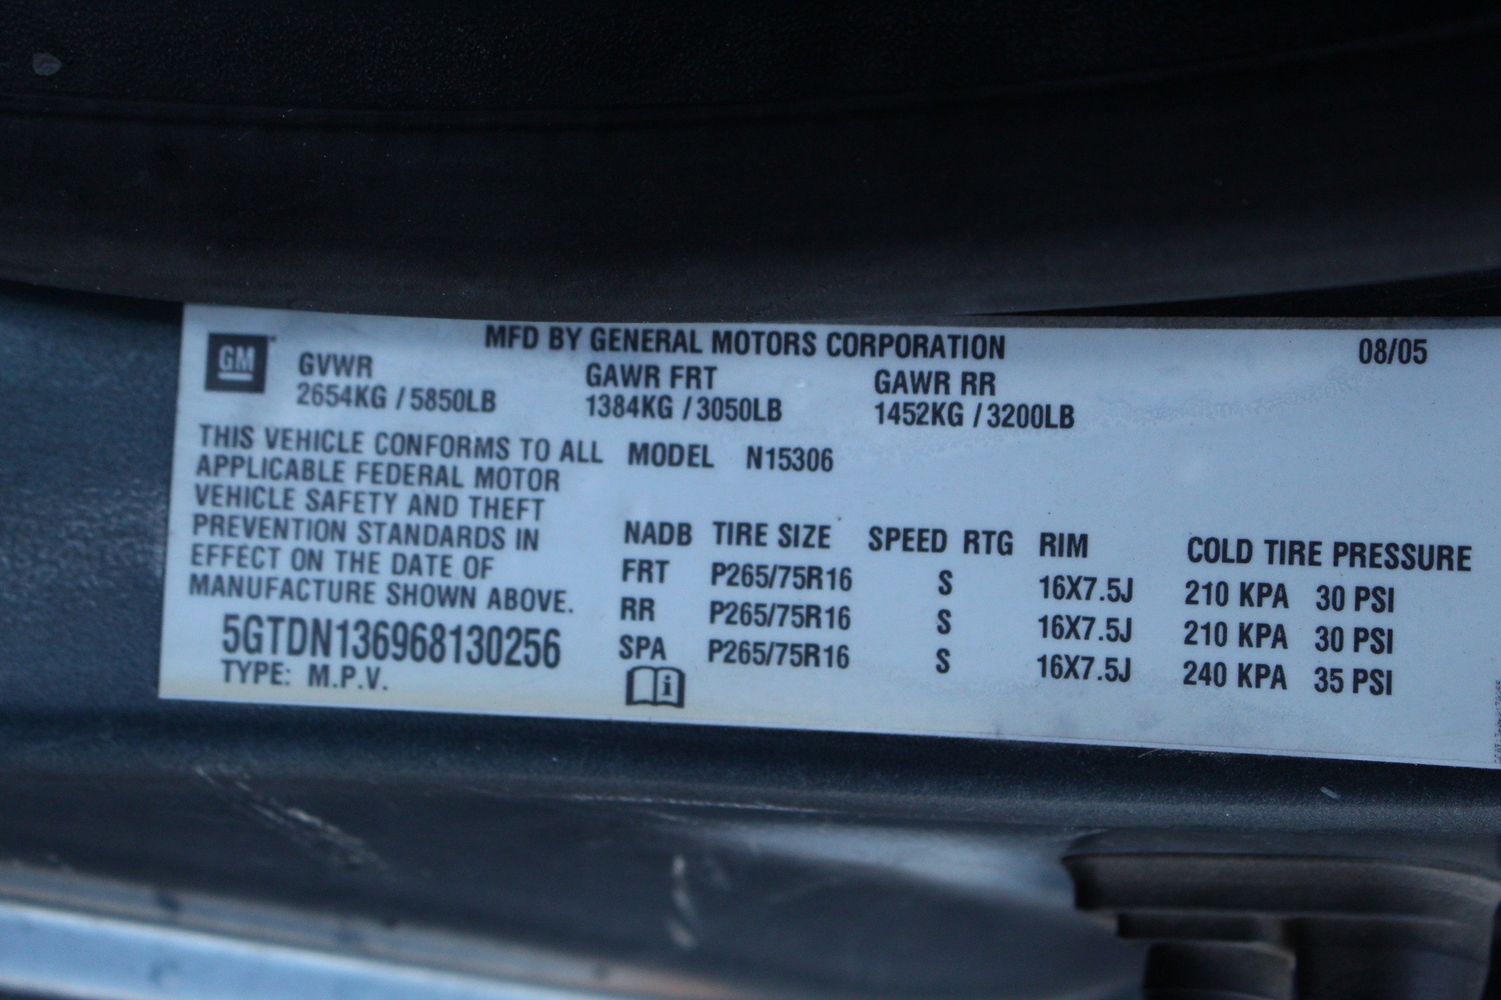 MFD BY GENERAL MOTORS CORPORATION 08/05
GM
GVWR GAWR FRT GAWR RR
2654KG / 5850LB 1384KG / 3050LB 1452KG / 3200LB
THIS VEHICLE CONFORMS TO ALL
APPLICABLE FEDERAL MOTOR
VEHICLE SAFETY AND THEFT
PREVENTION STANDARDS IN
EFFECT ON THE DATE OF
MANUFACTURE SHOWN ABOVE.
5GTDN136968130256
TYPE: M.P.V.
MODEL N15306
NADB TIRE SIZE SPEED RTG RIM COLD TIRE PRESSURE
FRT P265/75R16 S 16X7.5J 210 KPA 30 PSI
RR P265/75R16 S 16X7.5J 210 KPA 30 PSI
SPA P265/75R16 S 16X7.5J 240 KPA 35 PSI
i